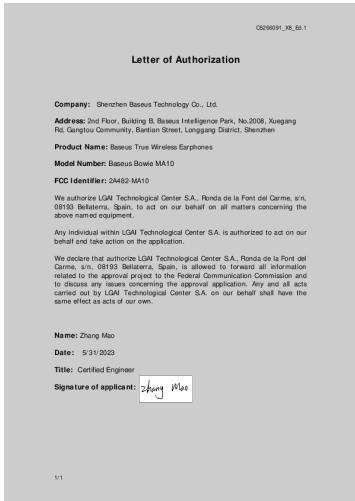 C5266091_X8_Ed.1
Letter of Authorization
Company: Shenzhen Baseus Technology Co., Ltd.
Address: 2nd Floor, Building B, Baseus Intelligence Park, No.2008, Xuegang
Rd, Gangtou Community, Bantian Street, Longgang District, Shenzhen
Product Name: Baseus True Wireless Earphones
Model Number: Baseus Bowie MA10
FCC Identifier: 2A482-MA10
We authorize LGAI Technological Center S.A., Ronda de la Font del Carme, s/n,
08193 Bellaterra, Spain, to act on our behalf on all matters concerning the
above named equipment.
Any individual within LGAI Technological Center S.A. is authorized to act on our
behalf and take action on the application.
We declare that authorize LGAI Technological Center S.A., Ronda de la Font del
Carme, s/n, 08193 Bellaterra, Spain, is allowed to forward all information
related to the approval project to the Federal Communication Commission and
to discuss any issues concerning the approval application. Any and all acts
carried out by LGAI Technological Center S.A. on our behalf shall have the
same effect as acts of our own.
Name: Zhang Mao
Date: 5/31/2023
Title: Certified Engineer
Signature of applicant: Zhang Mao
1/1